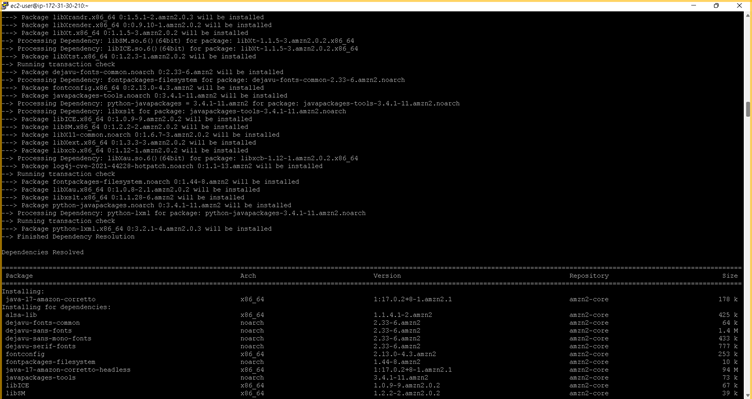 ec2-user@ip-172-31-30-210:~
---> Package libXrandr.x86_64 0:1.5.1-2.amzn2.0.3 will be installed
---> Package libXrender.x86_64 0:0.9.10-1.amzn2.0.2 will be installed
---> Package libXt.x86_64 0:1.1.5-3.amzn2.0.2 will be installed
--> Processing Dependency: libSM.so.6()(64bit) for package: libXt-1.1.5-3.amzn2.0.2.x86_64
--> Processing Dependency: libICE.so.6()(64bit) for package: libXt-1.1.5-3.amzn2.0.2.x86_64
---> Package libXtst.x86_64 0:1.2.3-1.amzn2.0.2 will be installed
--> Running transaction check
---> Package dejavu-fonts-common.noarch 0:2.33-6.amzn2 will be installed
--> Processing Dependency: fontpackages-filesystem for package: dejavu-fonts-common-2.33-6.amzn2.noarch
---> Package fontconfig.x86_64 0:2.13.0-4.3.amzn2 will be installed
---> Package javapackages-tools.noarch 0:3.4.1-11.amzn2 will be installed
--> Processing Dependency: python-javapackages = 3.4.1-11.amzn2 for package: javapackages-tools-3.4.1-11.amzn2.noarch
--> Processing Dependency: libxslt for package: javapackages-tools-3.4.1-11.amzn2.noarch
---> Package libICE.x86_64 0:1.0.9-9.amzn2.0.2 will be installed
---> Package libSM.x86_64 0:1.2.2-2.amzn2.0.2 will be installed
---> Package libX11-common.noarch 0:1.6.7-3.amzn2.0.2 will be installed
---> Package libXext.x86_64 0:1.3.3-3.amzn2.0.2 will be installed
---> Package libxcb.x86_64 0:1.12-1.amzn2.0.2 will be installed
--> Processing Dependency: libXau.so.6()(64bit) for package: libxcb-1.12-1.amzn2.0.2.x86_64
---> Package log4j-cve-2021-44228-hotpatch.noarch 0:1.1-13.amzn2 will be installed
--> Running transaction check
---> Package fontpackages-filesystem.noarch 0:1.44-8.amzn2 will be installed
---> Package libXau.x86_64 0:1.0.8-2.1.amzn2.0.2 will be installed
---> Package libxslt.x86_64 0:1.1.28-6.amzn2 will be installed
---> Package python-javapackages.noarch 0:3.4.1-11.amzn2 will be installed
--> Processing Dependency: python-lxml for package: python-javapackages-3.4.1-11.amzn2.noarch
--> Running transaction check
---> Package python-lxml.x86_64 0:3.2.1-4.amzn2.0.3 will be installed
--> Finished Dependency Resolution
Dependencies Resolved
Package Arch Version Repository Size
Installing:
java-17-amazon-corretto x86_64 1:17.0.2+8-1.amzn2.1 amzn2-core 178 k
Installing for dependencies:
alsa-lib x86_64 1.1.4.1-2.amzn2 amzn2-core 425 k
dejavu-fonts-common noarch 2.33-6.amzn2 amzn2-core 64 k
dejavu-sans-fonts noarch 2.33-6.amzn2 amzn2-core 1.4 M
dejavu-sans-mono-fonts noarch 2.33-6.amzn2 amzn2-core 433 k
dejavu-serif-fonts noarch 2.33-6.amzn2 amzn2-core 777 k
fontconfig x86_64 2.13.0-4.3.amzn2 amzn2-core 253 k
fontpackages-filesystem noarch 1.44-8.amzn2 amzn2-core 10 k
java-17-amazon-corretto-headless x86_64 1:17.0.2+8-1.amzn2.1 amzn2-core 94 M
javapackages-tools noarch 3.4.1-11.amzn2 amzn2-core 73 k
libICE x86_64 1.0.9-9.amzn2.0.2 amzn2-core 67 k
libSM x86_64 1.2.2-2.amzn2.0.2 amzn2-core 39 k